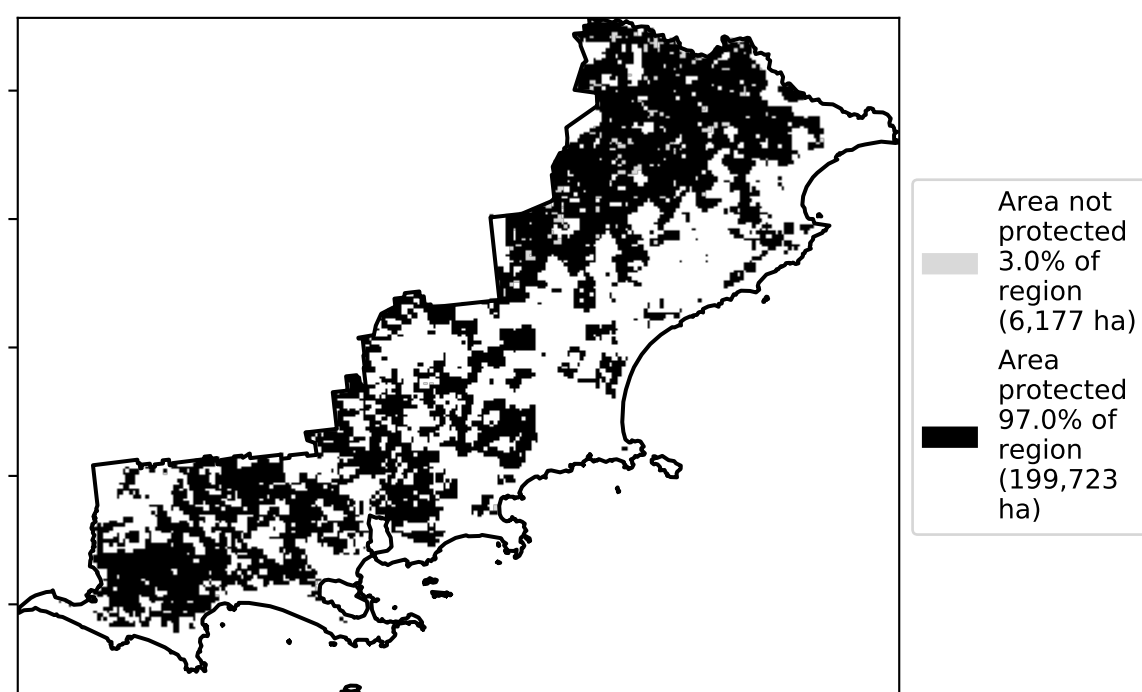 Area not
protected
3.0% of
region
(6,177 ha)
Area
protected
97.0% of
region
(199,723
ha)